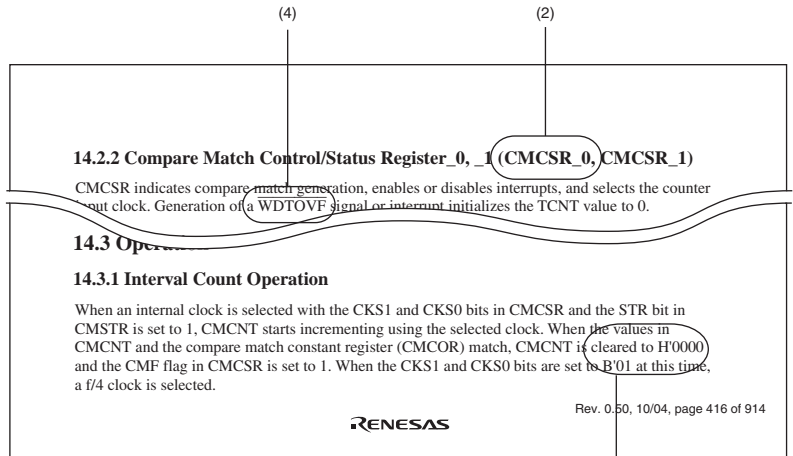 (4) (2)
14.2.2 Compare Match Control/Status Register_0, _1 (CMCSR_0, CMCSR_1)
CMCSR indicates compare match generation, enables or disables interrupts, and selects the counter
input clock. Generation of a WDTOVF signal or interrupt initializes the TCNT value to 0.
14.3 Operation
14.3.1 Interval Count Operation
When an internal clock is selected with the CKS1 and CKS0 bits in CMCSR and the STR bit in
CMSTR is set to 1, CMCNT starts incrementing using the selected clock. When the values in
CMCNT and the compare match constant register (CMCOR) match, CMCNT is cleared to H'0000
and the CMF flag in CMCSR is set to 1. When the CKS1 and CKS0 bits are set to B'01 at this time,
a f/4 clock is selected.
Rev. 0.50, 10/04, page 416 of 914
RENESAS